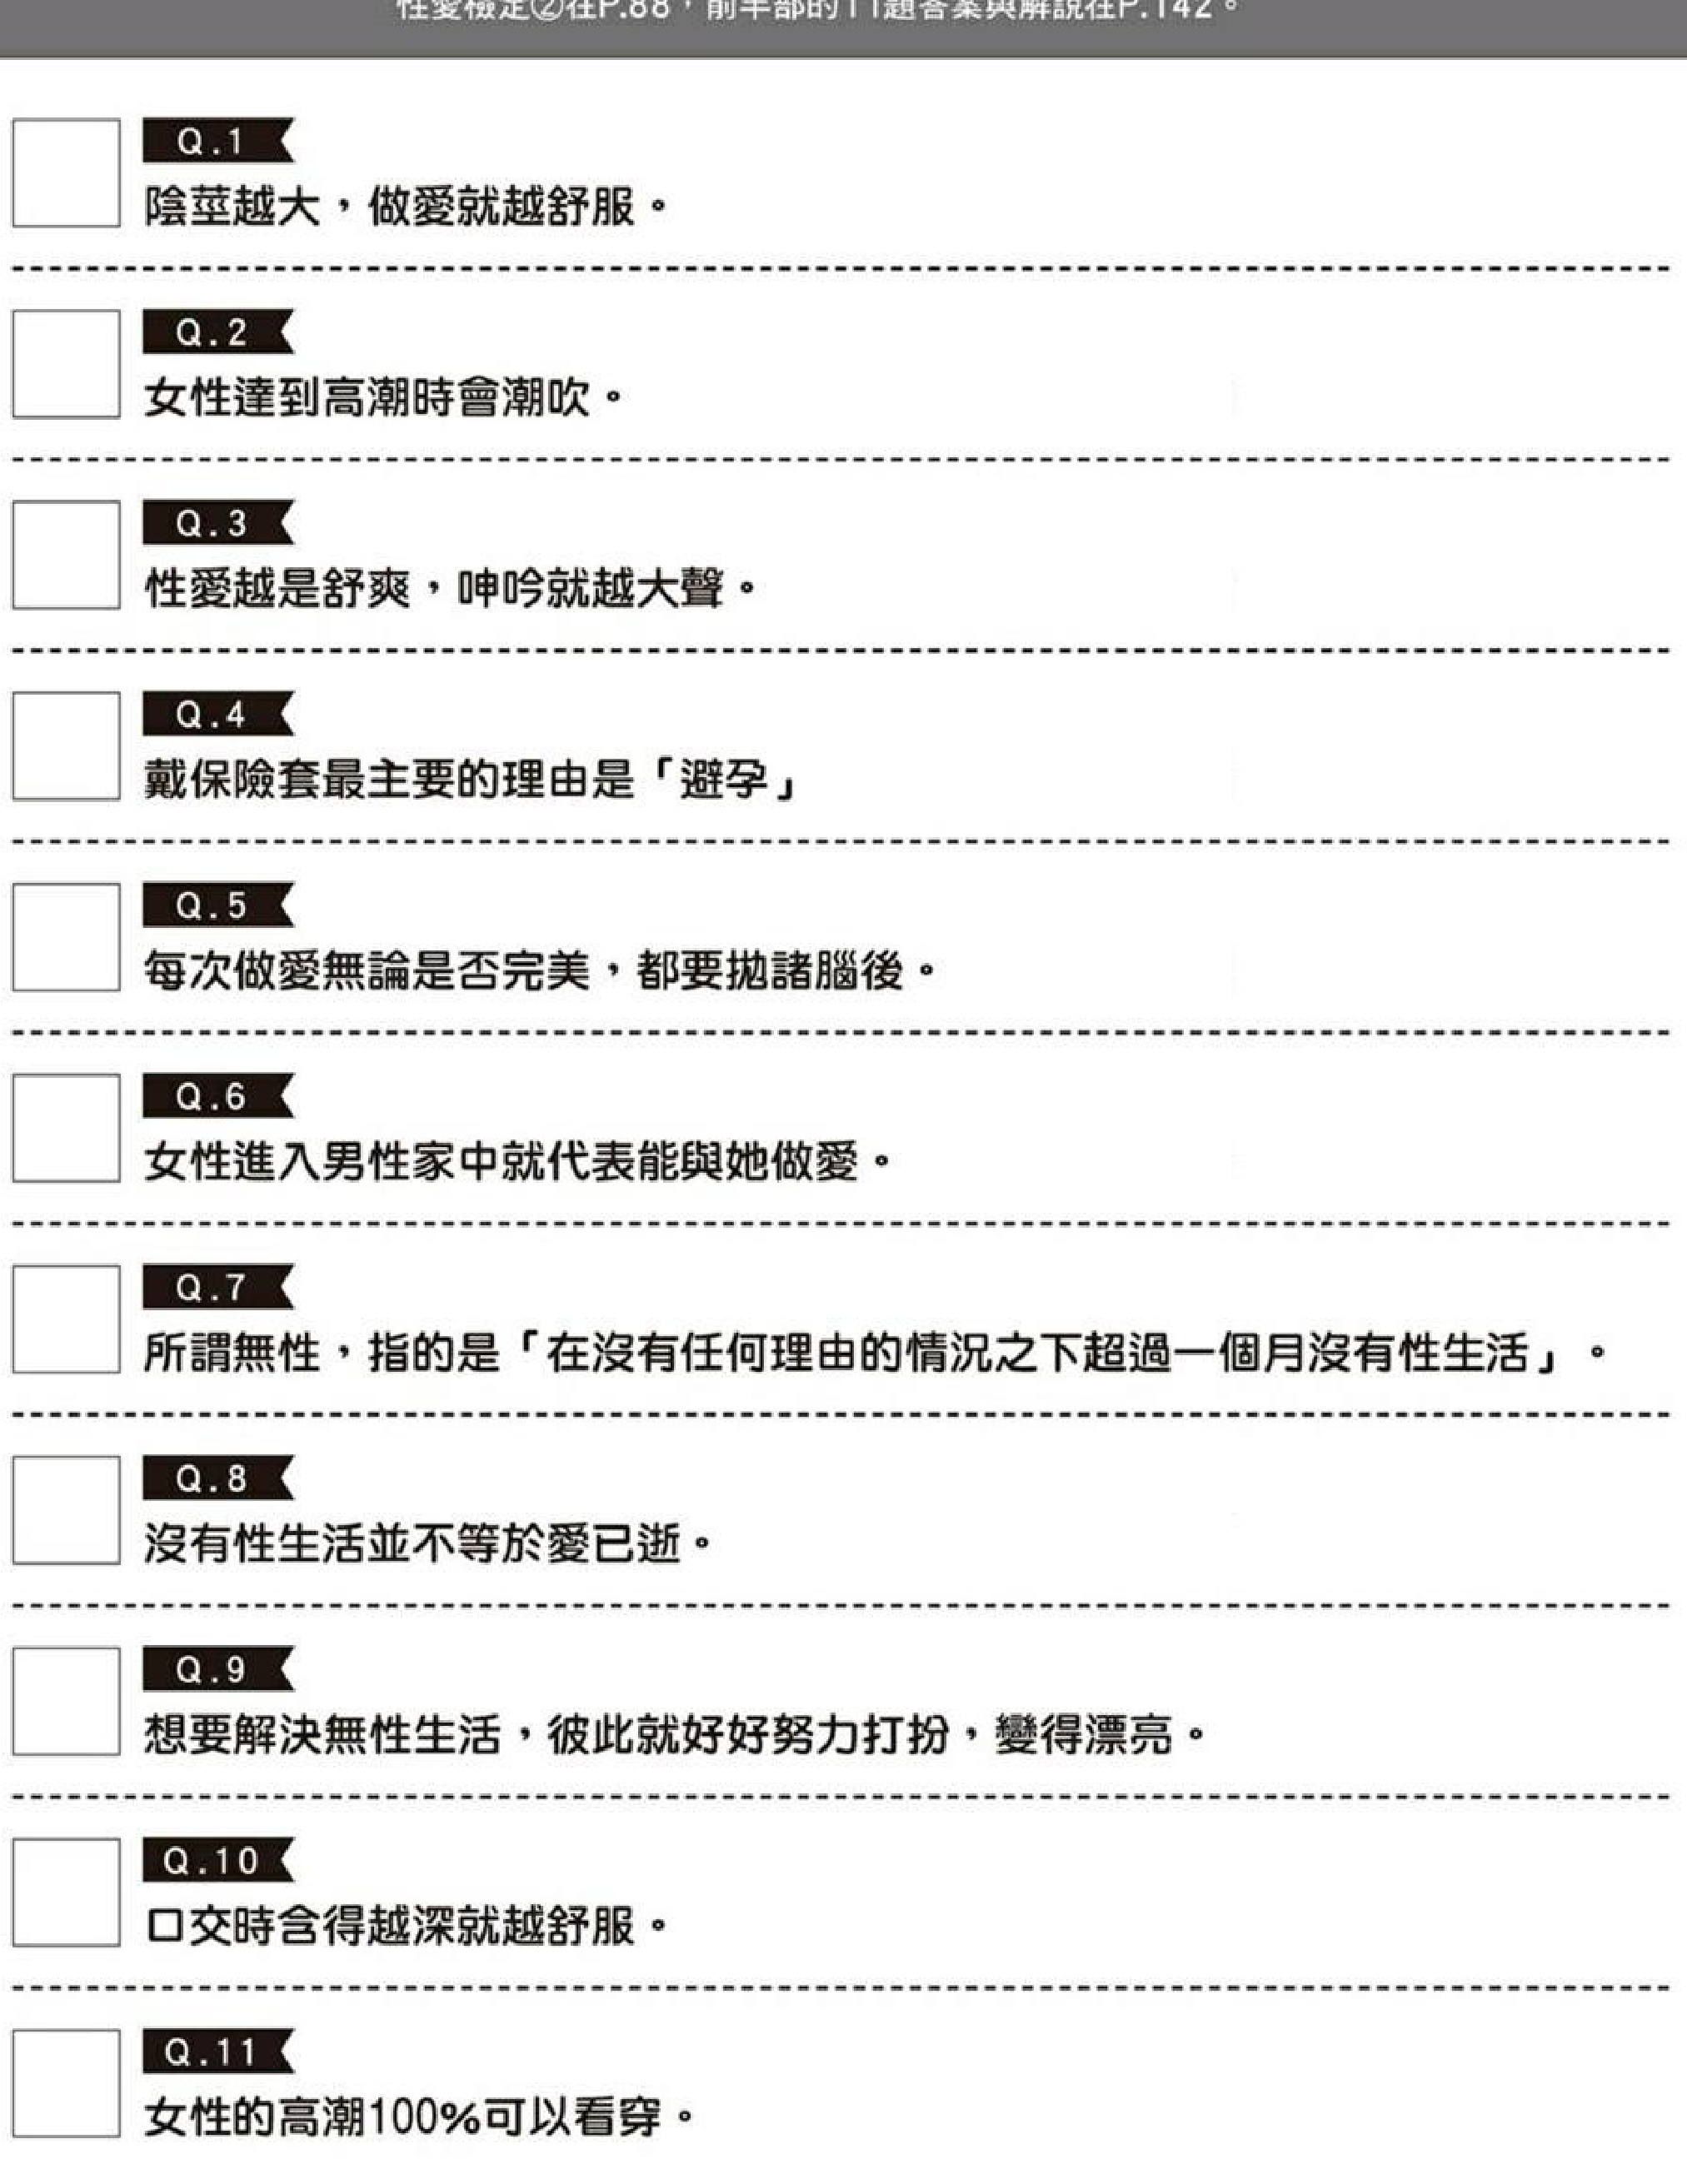 性愛檢定②在P.88，前半部的11題答案與解說在P.142。
Q.1
陰莖越大，做愛就越舒服。
Q.2
女性達到高潮時會潮吹。
Q.3
性愛越是舒爽，呻吟就越大聲。
Q.4
戴保險套最主要的理由是「避孕」
Q.5
每次做愛無論是否完美，都要拋諸腦後。
Q.6
女性進入男性家中就代表能與她做愛。
Q.7
所謂無性，指的是「在沒有任何理由的情況之下超過一個月沒有性生活」。
Q.8
沒有性生活並不等於愛已逝。
Q.9
想要解決無性生活，彼此就好好努力打扮，變得漂亮。
Q.10
口交時含得越深就越舒服。
Q.11
女性的高潮100%可以看穿。